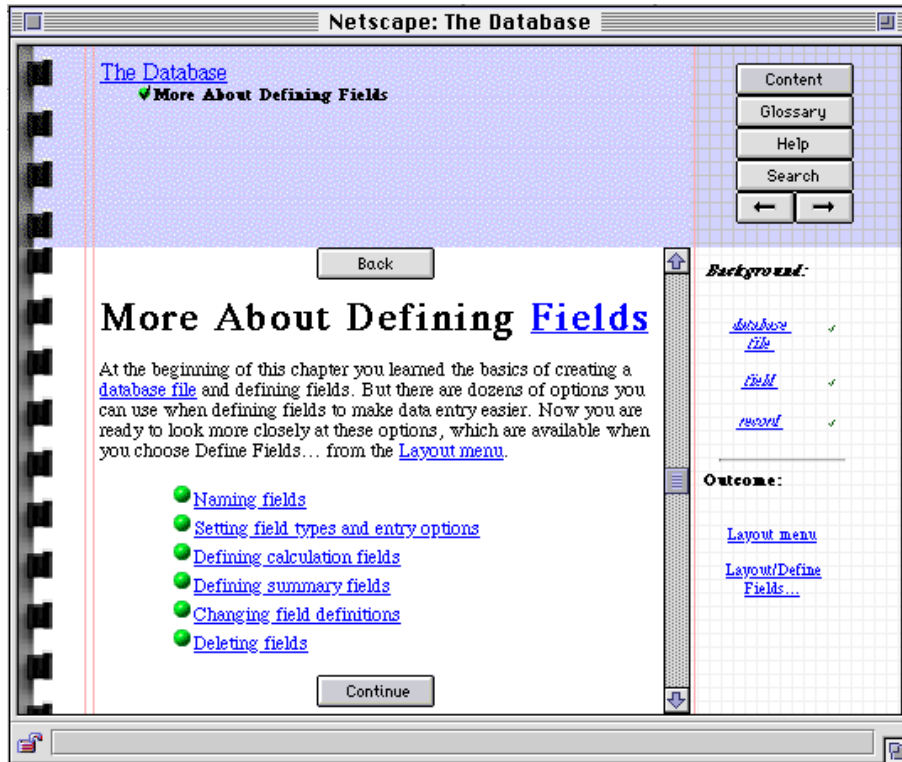 Netscape: The Database
The Database
More About Defining Fields
Content
Glossary
Help
Search
Back
More About Defining Fields
At the beginning of this chapter you learned the basics of creating a
database file and defining fields. But there are dozens of options you
can use when defining fields to make data entry easier. Now you are
ready to look more closely at these options, which are available when
you choose Define Fields... from the Layout menu.
Naming fields
Setting field types and entry options
Defining calculation fields
Defining summary fields
Changing field definitions
Deleting fields
Continue
Background:
database
file
field
record
Outcome:
Layout menu
Layout/Define
Fields...